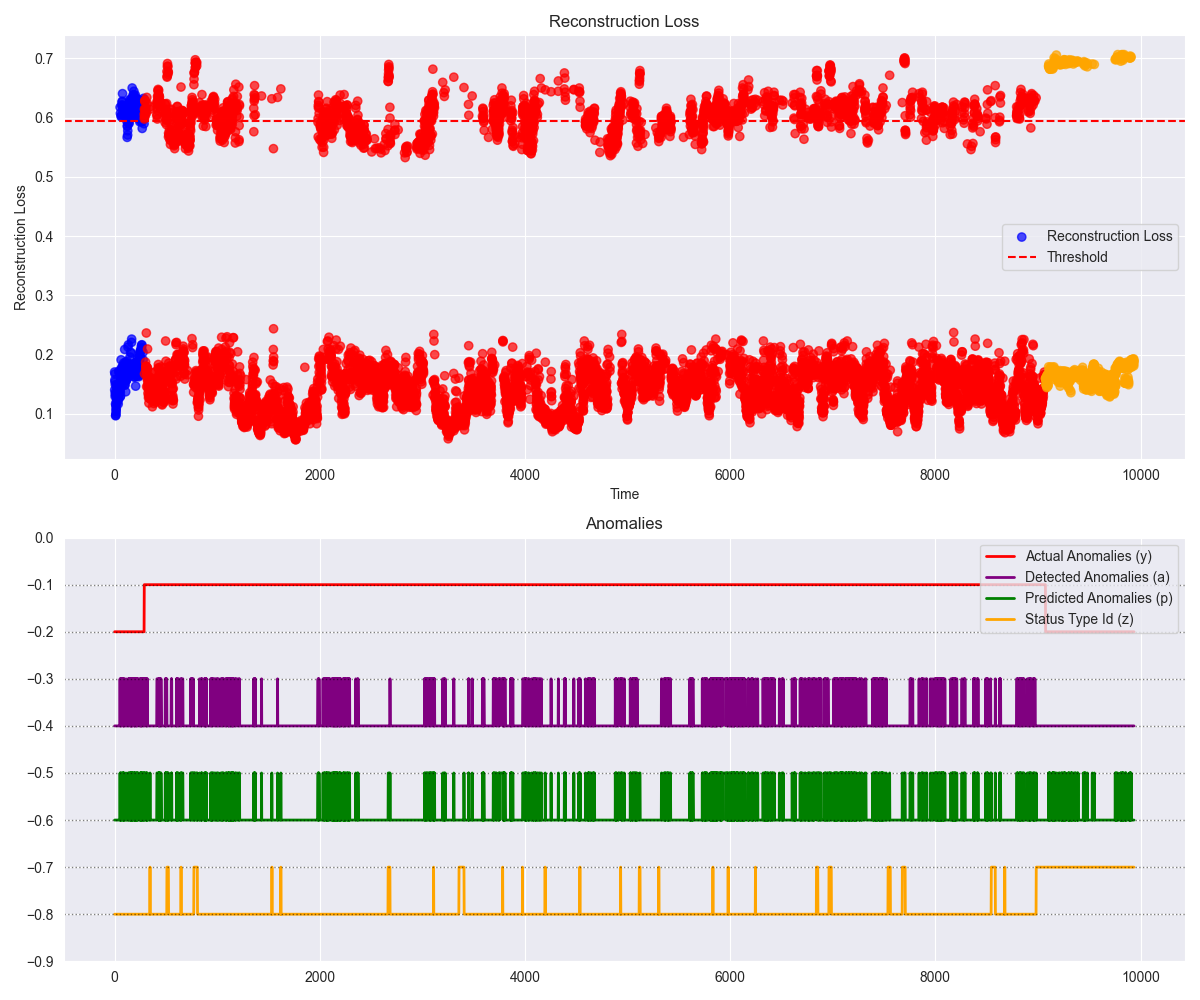 Reconstruction Loss
0.7
0.6
0.5
0.4
0.3
0.2
0.1
Reconstruction Loss
Reconstruction Loss
Threshold
0 2000 4000 6000 8000 10000
Time
Anomalies
0.0
−0.1
−0.2
−0.3
−0.4
−0.5
−0.6
−0.7
−0.8
−0.9
Actual Anomalies (y)
Detected Anomalies (a)
Predicted Anomalies (p)
Status Type Id (z)
0 2000 4000 6000 8000 10000